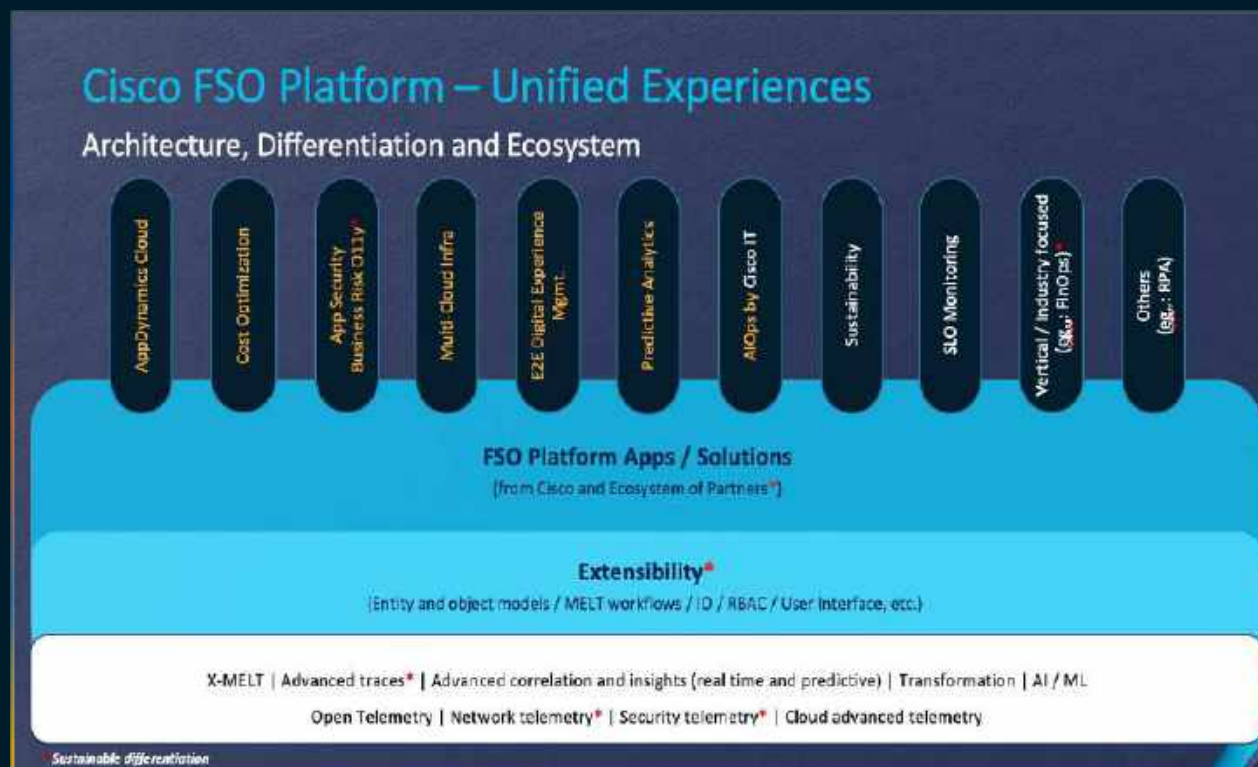 Cisco FSO Platform – Unified Experiences
Architecture, Differentiation and Ecosystem
AppDynamics Cloud
Cost Optimization
App Security
Business Risk O11y*
Multi-Cloud Infra
E2E Digital Experience
Mgmt..
Predictive Analytics
AIOps by Cisco IT
Sustainability
SLO Monitoring
Vertical / Industry focused
(eg.,: FinOps)*
Others
(eg.,: RPA)
FSO Platform Apps / Solutions
(from Cisco and Ecosystem of Partners*)
Extensibility*
(Entity and object models / MELT workflows / IO / RBAC / User Interface, etc.)
X-MELT | Advanced traces* | Advanced correlation and insights (real time and predictive) | Transformation | AI / ML
Open Telemetry | Network telemetry* | Security telemetry* | Cloud advanced telemetry
*Sustainable differentiation